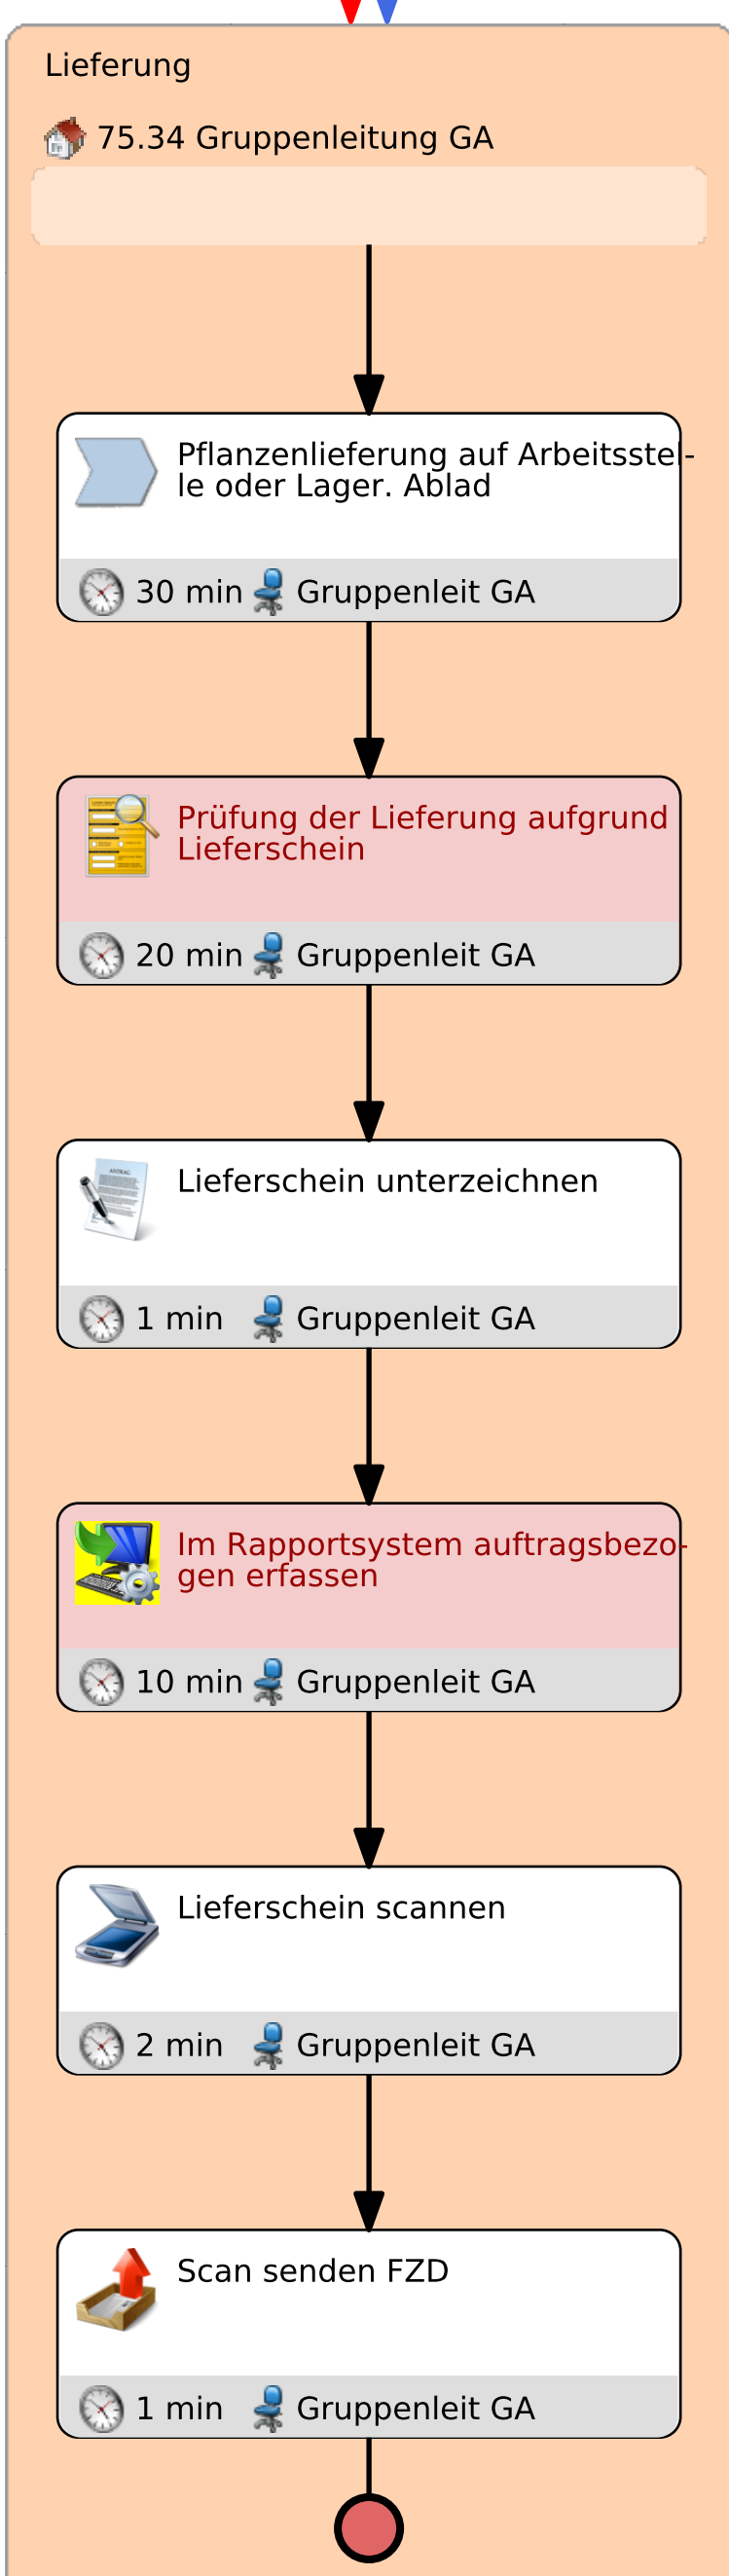 Lieferung
75.34 Gruppenleitung GA
Pflanzenlieferung auf Arbeitsstel-
le oder Lager. Ablad
30 min Gruppenleit GA
Prüfung der Lieferung aufgrund
Lieferschein
20 min Gruppenleit GA
ANTRAG
Lieferschein unterzeichnen
1 min Gruppenleit GA
Im Rapportsystem auftragsbezo-
gen erfassen
10 min Gruppenleit GA
Lieferschein scannen
2 min Gruppenleit GA
Scan senden FZD
1 min Gruppenleit GA